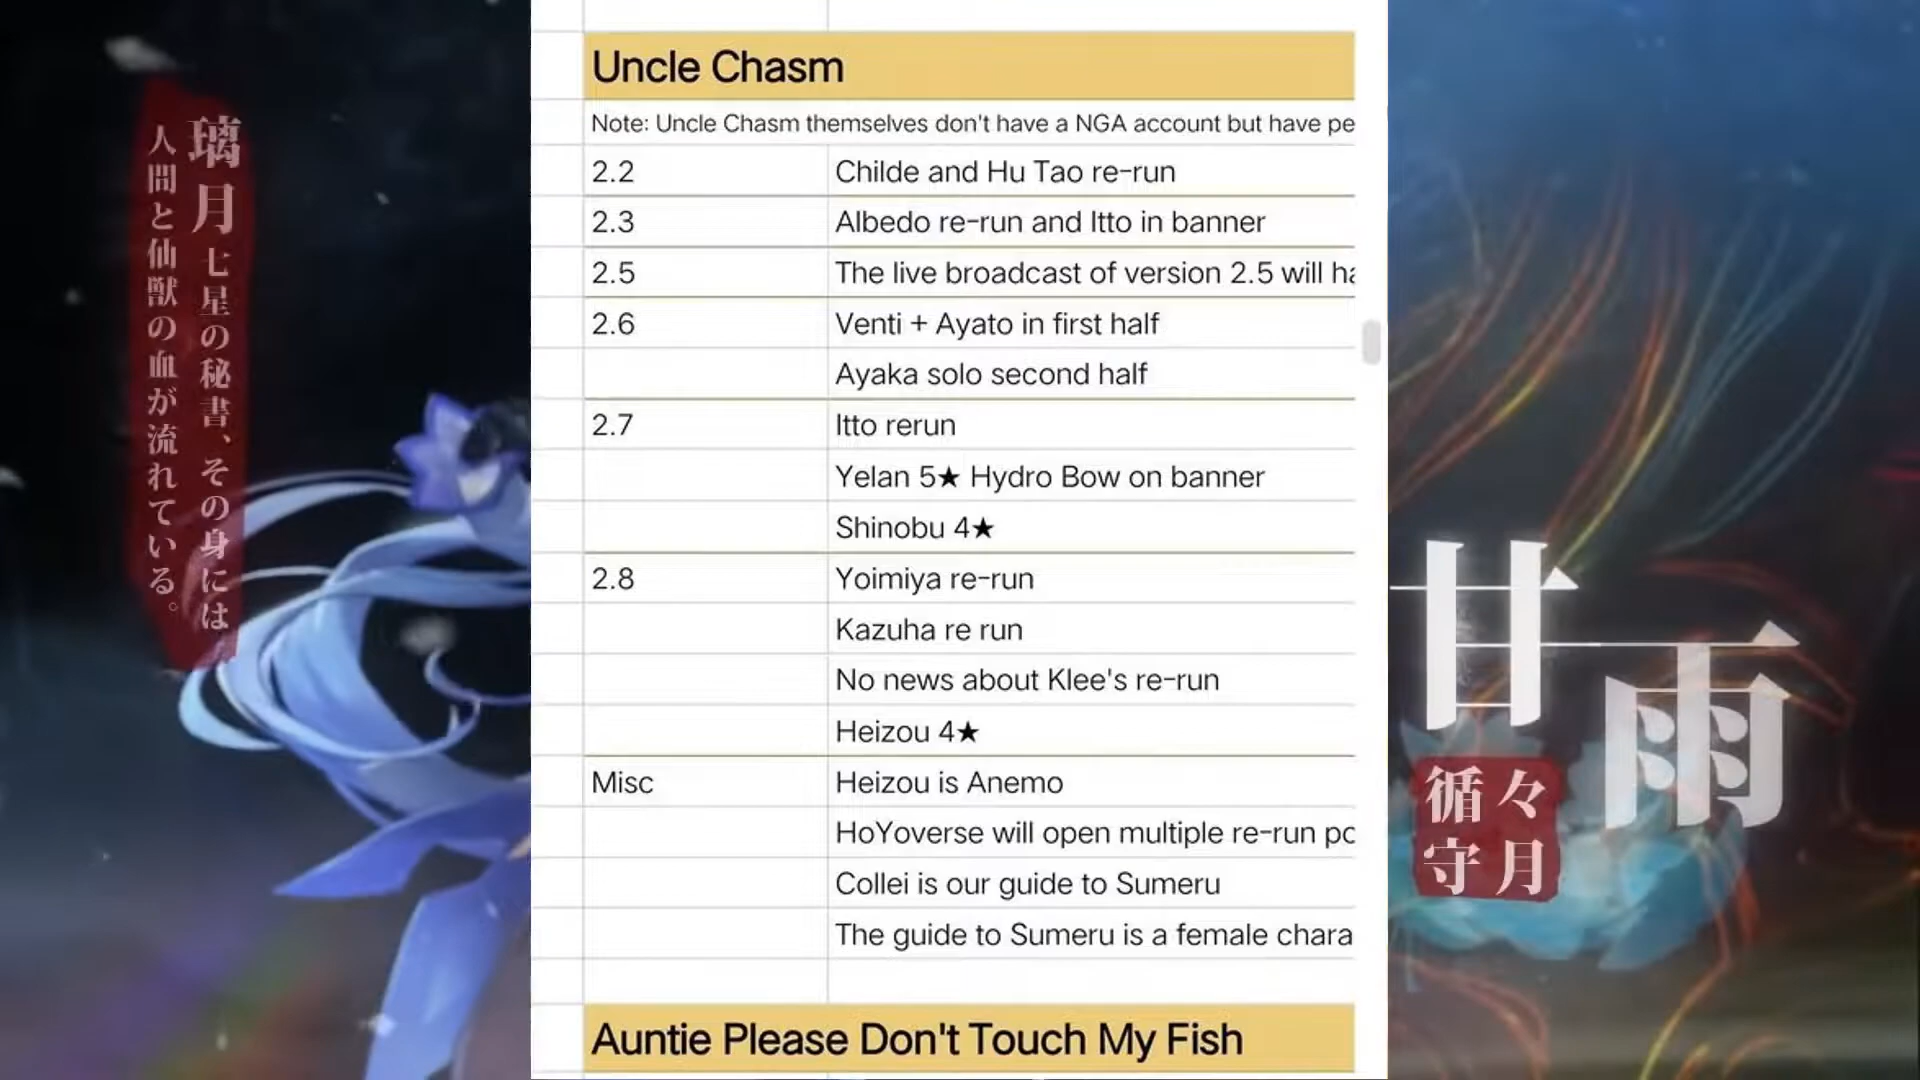 璃月七星の秘書、その身には
人間と仙獣の血が流れている。
Uncle Chasm
Note: Uncle Chasm themselves don't have a NGA account but have pe
2.2 Childe and Hu Tao re-run
2.3 Albedo re-run and Itto in banner
2.5 The live broadcast of version 2.5 will ha
2.6 Venti + Ayato in first half
Ayaka solo second half
2.7 Itto rerun
Yelan 5★ Hydro Bow on banner
Shinobu 4★
2.8 Yoimiya re-run
Kazuha re run
No news about Klee's re-run
Heizou 4★
Misc Heizou is Anemo
HoYoverse will open multiple re-run po
Collei is our guide to Sumeru
The guide to Sumeru is a female chara
Auntie Please Don't Touch My Fish
甘雨
循々
守月